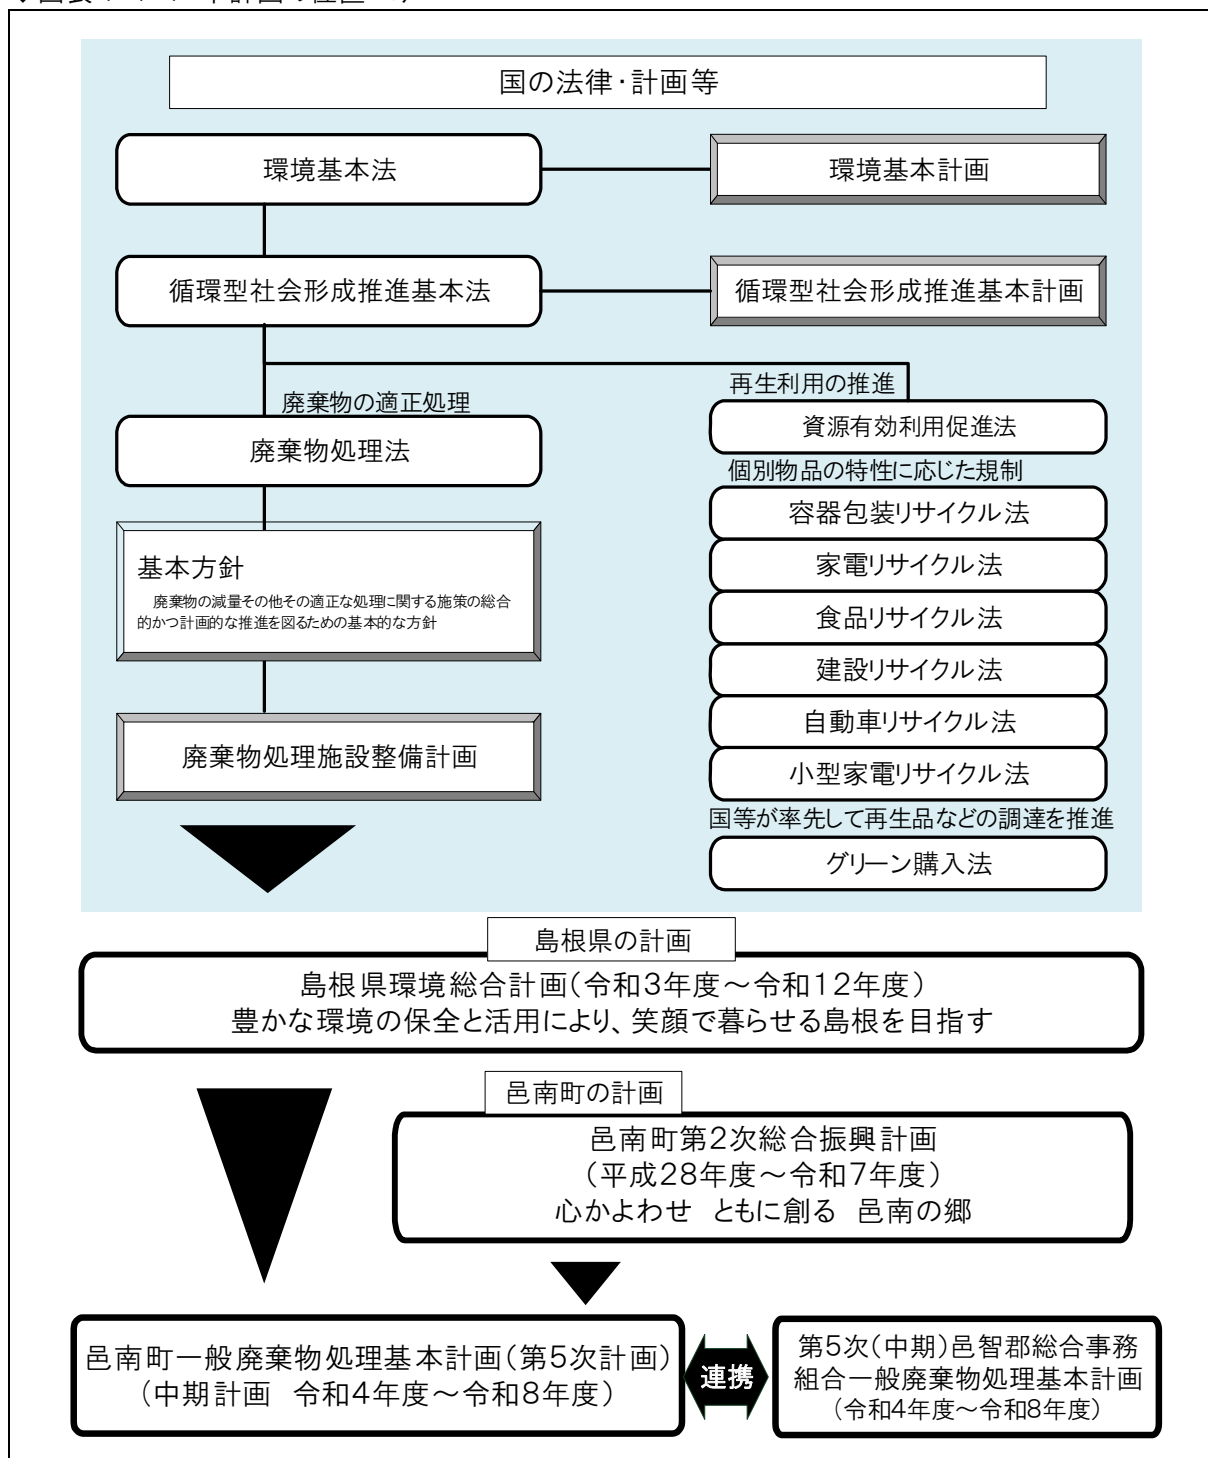 国の法律・計画等
環境基本法
環境基本計画
循環型社会形成推進基本法
循環型社会形成推進基本計画
廃棄物の適正処理
廃棄物処理法
基本方針
廃棄物の減量その他その適正な処理に関する施策の総合
的かつ計画的な推進を図るための基本的な方針
廃棄物処理施設整備計画
再生利用の推進
資源有効利用促進法
個別物品の特性に応じた規制
容器包装リサイクル法
家電リサイクル法
食品リサイクル法
建設リサイクル法
自動車リサイクル法
小型家電リサイクル法
国等が率先して再生品などの調達を推進
グリーン購入法
島根県の計画
島根県環境総合計画(令和3年度~令和12年度)
豊かな環境の保全と活用により、笑顔で暮らせる島根を目指す
邑南町の計画
邑南町第2次総合振興計画
(平成28年度~令和7年度)
心かよわせ ともに創る 邑南の郷
邑南町一般廃棄物処理基本計画(第5次計画)
(中期計画 令和4年度~令和8年度)
連携
第5次(中期)邑智郡総合事務
組合一般廃棄物処理基本計画
(令和4年度~令和8年度)